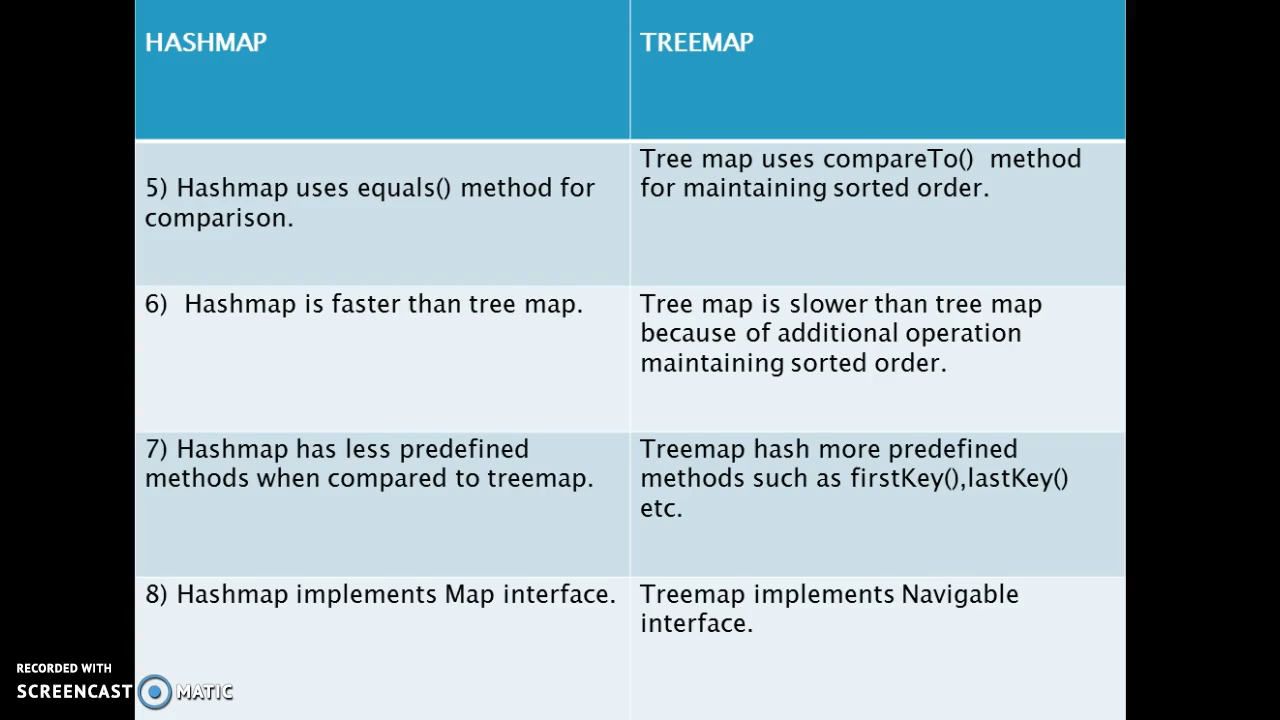 HASHMAP
TREEMAP
5) Hashmap uses equals() method for
comparison.
Tree map uses compareTo() method
for maintaining sorted order.
6) Hashmap is faster than tree map.
Tree map is slower than tree map
because of additional operation
maintaining sorted order.
7) Hashmap has less predefined
methods when compared to treemap.
Treemap hash more predefined
methods such as firstKey(),lastKey()
etc.
8) Hashmap implements Map interface.
Treemap implements Navigable
interface.
RECORDED WITH
SCREENCAST MATIC